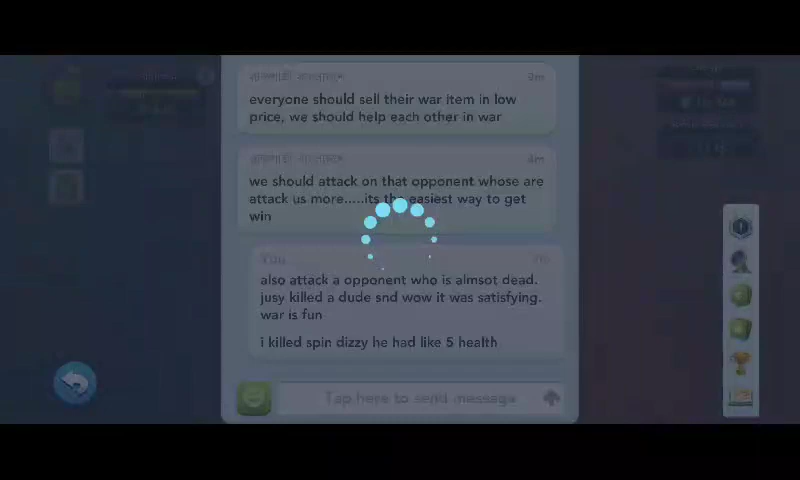 3m
everyone should sell their war item in low
price, we should help each other in war
4m
we should attack on that opponent whose are
attack us more.....its the easiest way to get
win
You
also attack a opponent who is almsot dead.
jusy killed a dude snd wow it was satisfying.
war is fun
i killed spin dizzy he had like 5 health
Tap here to send message